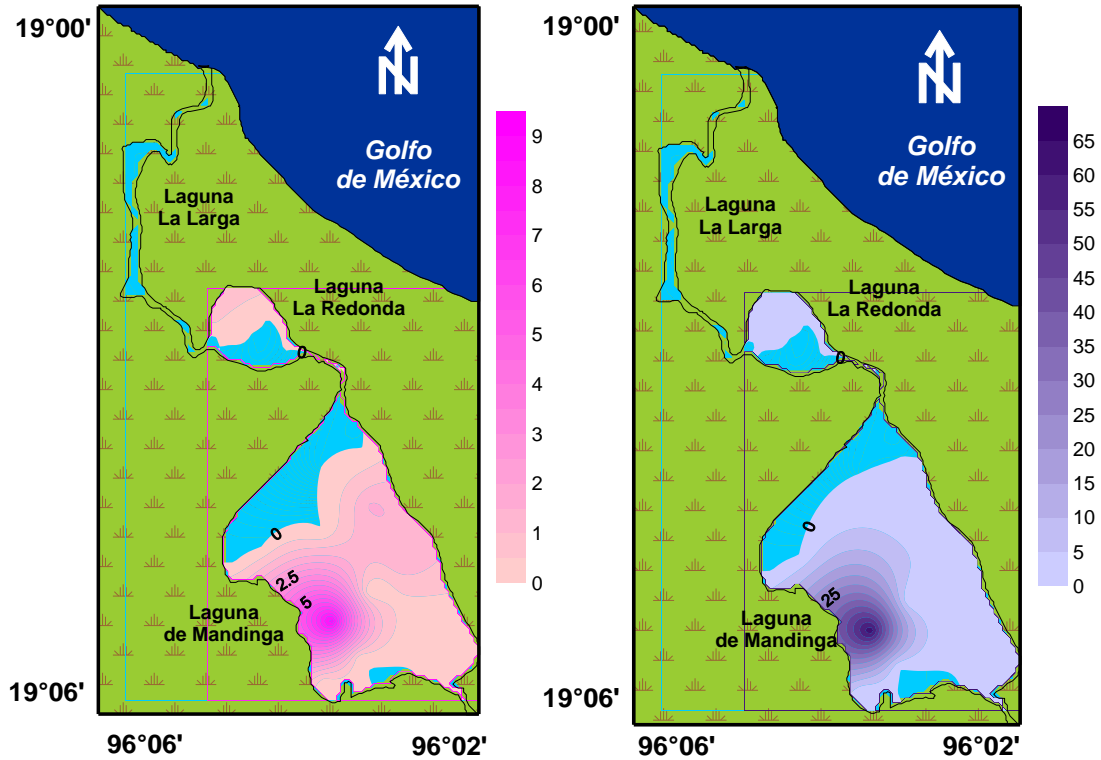 19°00'
N
Golfo
de México
Laguna
La Larga
Laguna
La Redonda
0
0
2.5
5
Laguna
de Mandinga
19°06'
96°06'
96°02'
9
8
7
6
5
4
3
2
1
0
19°00'
N
Golfo
de México
Laguna
La Larga
Laguna
La Redonda
0
0
25
Laguna
de Mandinga
19°06'
96°06'
96°02'
65
60
55
50
45
40
35
30
25
20
15
10
5
0